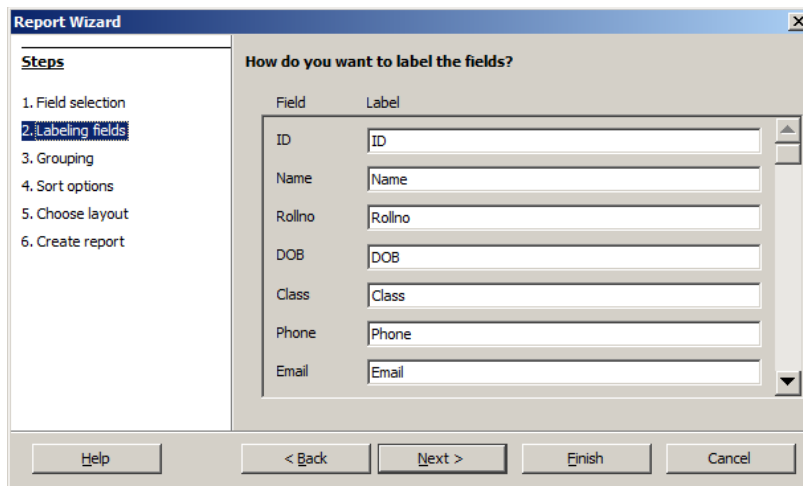 Report Wizard
Steps
1. Field selection
2. Labeling fields
3. Grouping
4. Sort options
5. Choose layout
6. Create report
How do you want to label the fields?
Field Label
ID ID
Name Name
Rollno Rollno
DOB DOB
Class Class
Phone Phone
Email Email
Help < Back Next > Finish Cancel